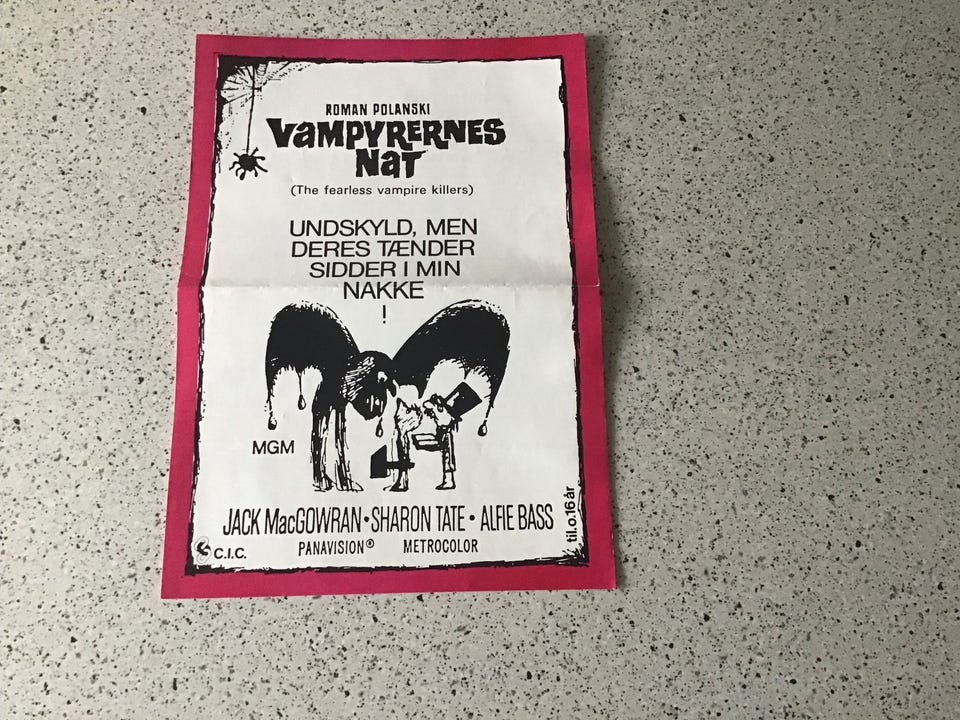 ROMAN POLANSKI
VAMPYRERNES
NAT
(The fearless vampire killers)
UNDSKYLD, MEN
DERES TÆNDER
SIDDER I MIN
NAKKE
!
MGM
JACK MacGOWRAN • SHARON TATE • ALFIE BASS
PANAVISION® METROCOLOR
C.I.C.
til.o.16 år